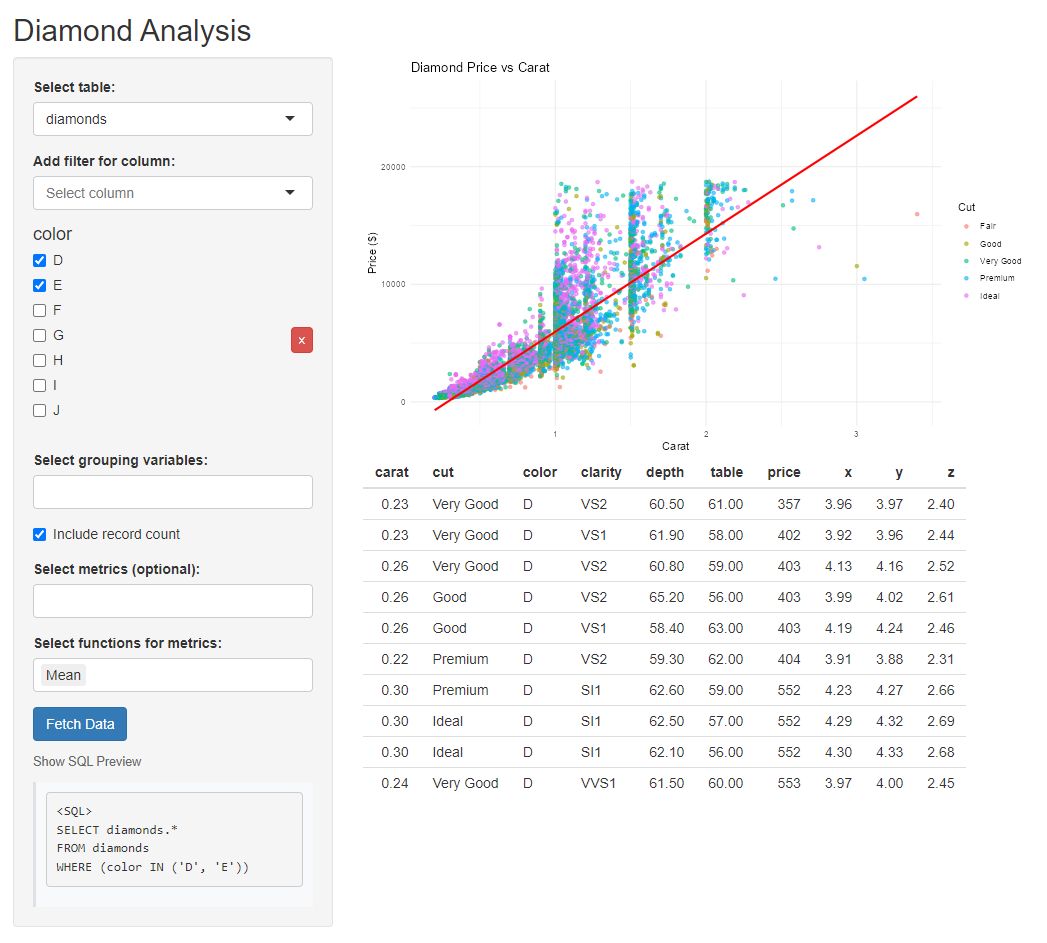 Diamond Analysis
Select table:
diamonds
Add filter for column:
Select column
color
D
E
F
G
x
H
I
J
Select grouping variables:
Include record count
Select metrics (optional):
Select functions for metrics:
Mean
Fetch Data
Show SQL Preview
<SQL>
SELECT diamonds.*
FROM diamonds
WHERE (color IN ('D', 'E'))
Diamond Price vs Carat
Price ($)
20000
10000
0
1 2 3
Carat
Cut
Fair
Good
Very Good
Premium
Ideal
carat cut color clarity depth table price x y z
0.23 Very Good D VS2 60.50 61.00 357 3.96 3.97 2.40
0.23 Very Good D VS1 61.90 58.00 402 3.92 3.96 2.44
0.26 Very Good D VS2 60.80 59.00 403 4.13 4.16 2.52
0.26 Good D VS2 65.20 56.00 403 3.99 4.02 2.61
0.26 Good D VS1 58.40 63.00 403 4.19 4.24 2.46
0.22 Premium D VS2 59.30 62.00 404 3.91 3.88 2.31
0.30 Premium D SI1 62.60 59.00 552 4.23 4.27 2.66
0.30 Ideal D SI1 62.50 57.00 552 4.29 4.32 2.69
0.30 Ideal D SI1 62.10 56.00 552 4.30 4.33 2.68
0.24 Very Good D VVS1 61.50 60.00 553 3.97 4.00 2.45